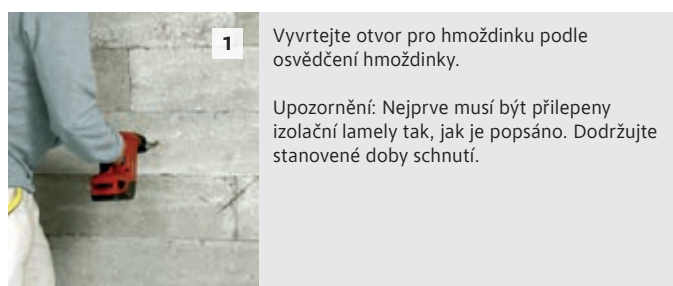 1
Vyvrtejte otvor pro hmoždinku podle
osvědčení hmoždinky.
Upozornění: Nejprve musí být přilepeny
izolační lamely tak, jak je popsáno. Dodržujte
stanovené doby schnutí.